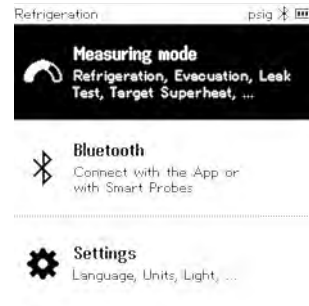 Refrigeration psig
Measuring mode
Refrigeration, Evacuation, Leak
Test, Target Superheat, ...
Bluetooth
Connect with the App or
with Smart Probes
Settings
Language, Units, Light, ...